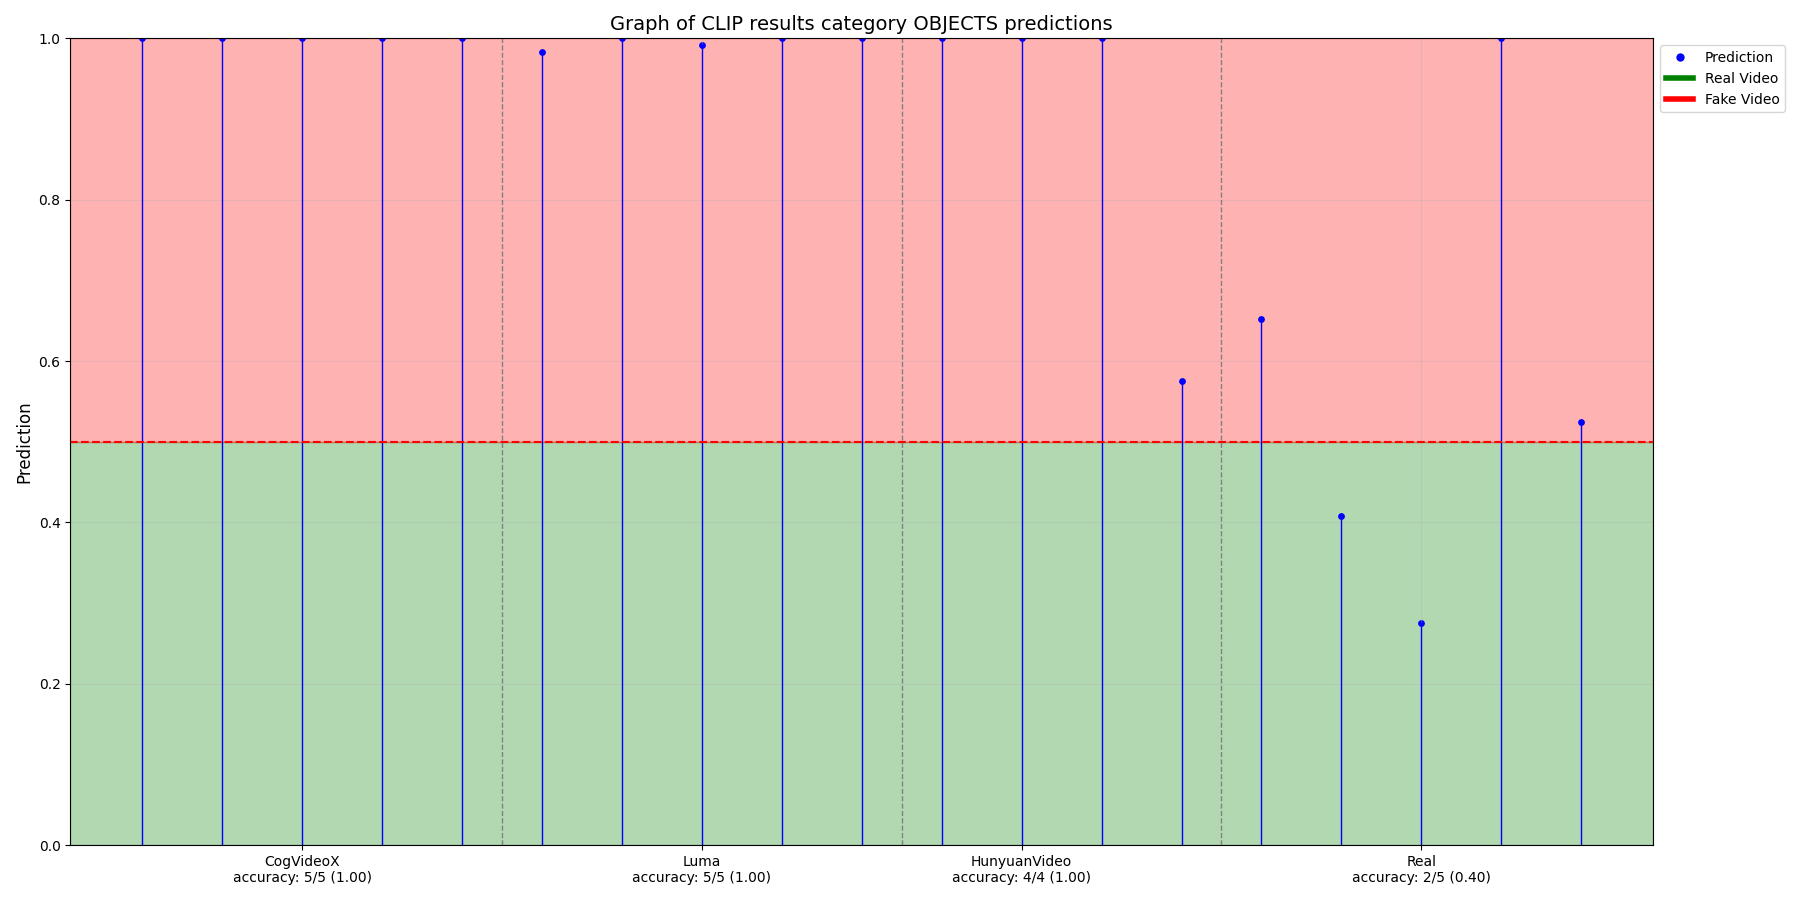 Graph of CLIP results category OBJECTS predictions
Prediction
Real Video
Fake Video
Prediction
1.0
0.8
0.6
0.4
0.2
0.0
CogVideoX
accuracy: 5/5 (1.00)
Luma
accuracy: 5/5 (1.00)
HunyuanVideo
accuracy: 4/4 (1.00)
Real
accuracy: 2/5 (0.40)